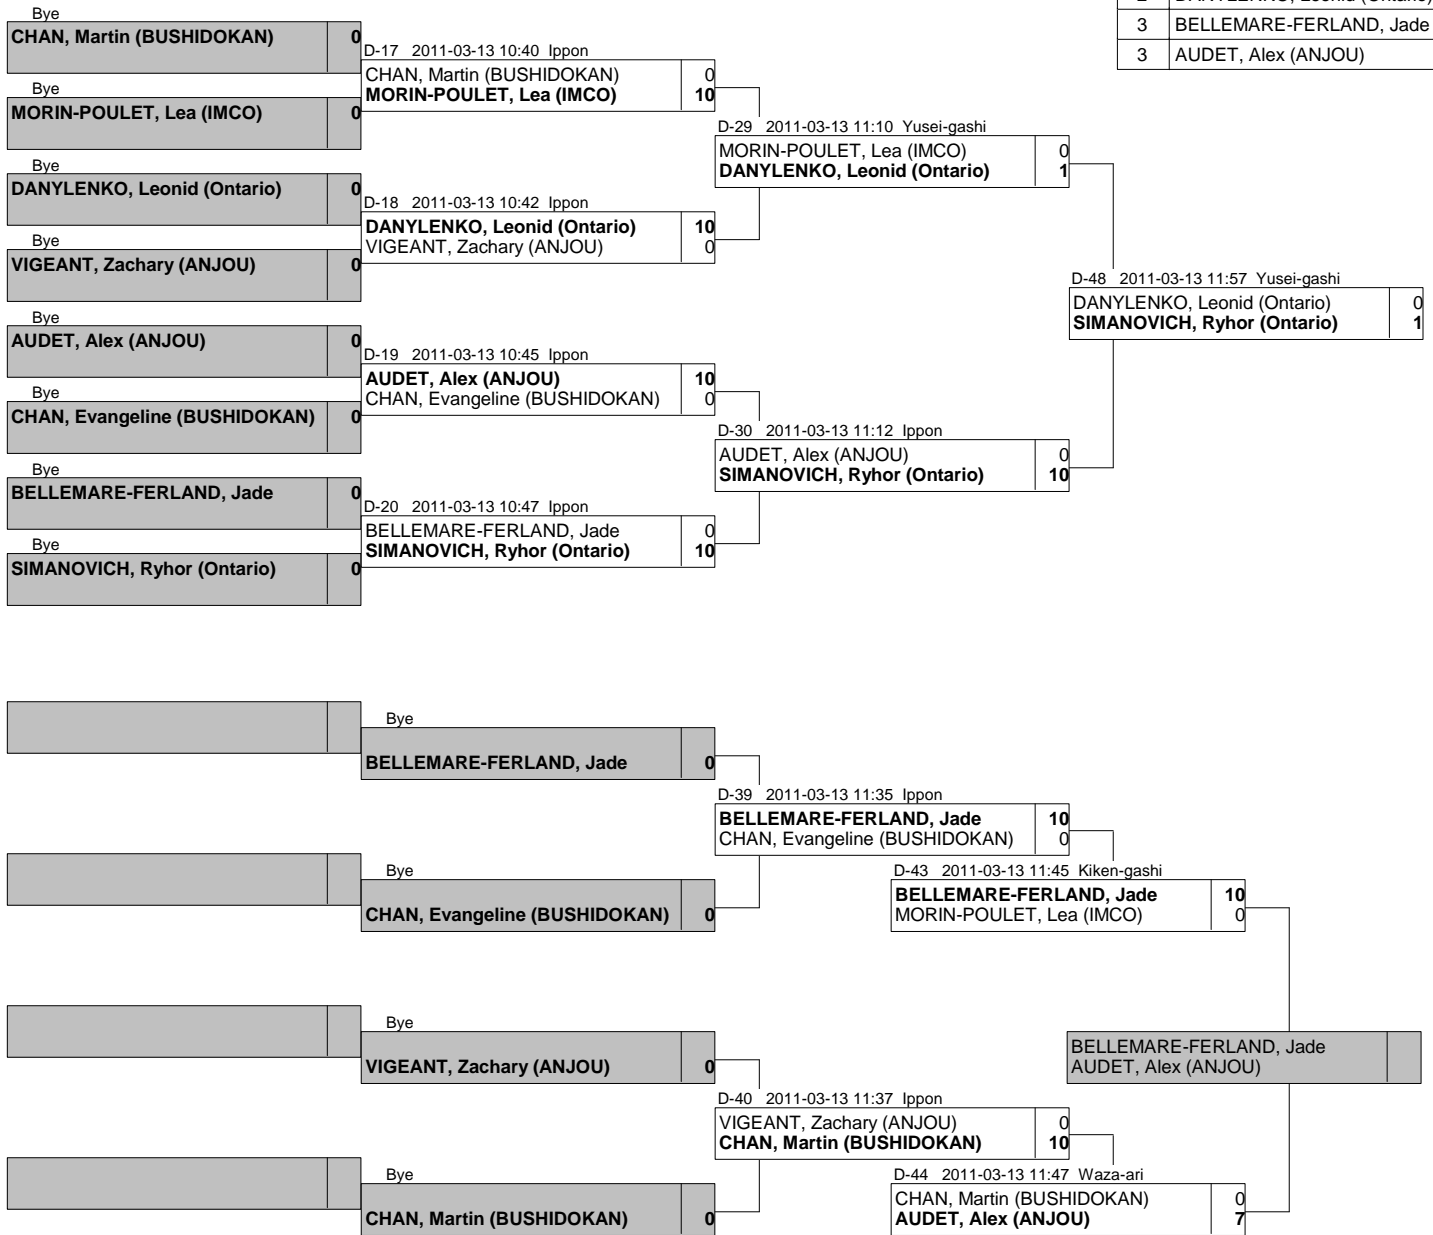 2 DANYLENKO, Leonid (Ontario)
3 BELLEMARE-FERLAND, Jade
3 AUDET, Alex (ANJOU)
Bye
CHAN, Martin (BUSHIDOKAN) 0
Bye
MORIN-POULET, Lea (IMCO) 0
Bye
DANYLENKO, Leonid (Ontario) 0
Bye
VIGEANT, Zachary (ANJOU) 0
Bye
AUDET, Alex (ANJOU) 0
Bye
CHAN, Evangeline (BUSHIDOKAN) 0
Bye
BELLEMARE-FERLAND, Jade 0
Bye
SIMANOVICH, Ryhor (Ontario) 0
D-17 2011-03-13 10:40 Ippon
CHAN, Martin (BUSHIDOKAN) 0
MORIN-POULET, Lea (IMCO) 10
D-18 2011-03-13 10:42 Ippon
DANYLENKO, Leonid (Ontario) 10
VIGEANT, Zachary (ANJOU) 0
D-19 2011-03-13 10:45 Ippon
AUDET, Alex (ANJOU) 10
CHAN, Evangeline (BUSHIDOKAN) 0
D-20 2011-03-13 10:47 Ippon
BELLEMARE-FERLAND, Jade 0
SIMANOVICH, Ryhor (Ontario) 10
D-29 2011-03-13 11:10 Yusei-gashi
MORIN-POULET, Lea (IMCO) 0
DANYLENKO, Leonid (Ontario) 1
D-30 2011-03-13 11:12 Ippon
AUDET, Alex (ANJOU) 0
SIMANOVICH, Ryhor (Ontario) 10
D-48 2011-03-13 11:57 Yusei-gashi
DANYLENKO, Leonid (Ontario) 0
SIMANOVICH, Ryhor (Ontario) 1
Bye
BELLEMARE-FERLAND, Jade 0
Bye
CHAN, Evangeline (BUSHIDOKAN) 0
Bye
VIGEANT, Zachary (ANJOU) 0
Bye
CHAN, Martin (BUSHIDOKAN) 0
D-39 2011-03-13 11:35 Ippon
BELLEMARE-FERLAND, Jade 10
CHAN, Evangeline (BUSHIDOKAN) 0
D-40 2011-03-13 11:37 Ippon
VIGEANT, Zachary (ANJOU) 0
CHAN, Martin (BUSHIDOKAN) 10
D-43 2011-03-13 11:45 Kiken-gashi
BELLEMARE-FERLAND, Jade 10
MORIN-POULET, Lea (IMCO) 0
D-44 2011-03-13 11:47 Waza-ari
CHAN, Martin (BUSHIDOKAN) 0
AUDET, Alex (ANJOU) 7
BELLEMARE-FERLAND, Jade
AUDET, Alex (ANJOU)